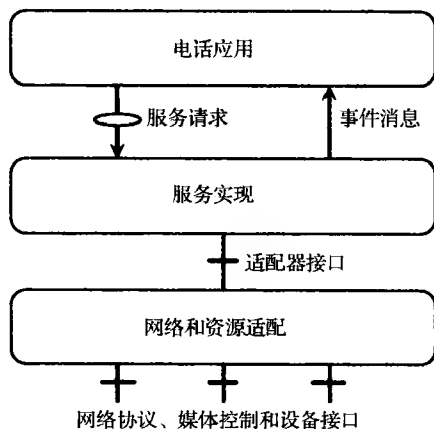 电话应用
服务请求
事件消息
服务实现
适配器接口
网络和资源适配
网络协议、媒体控制和设备接口